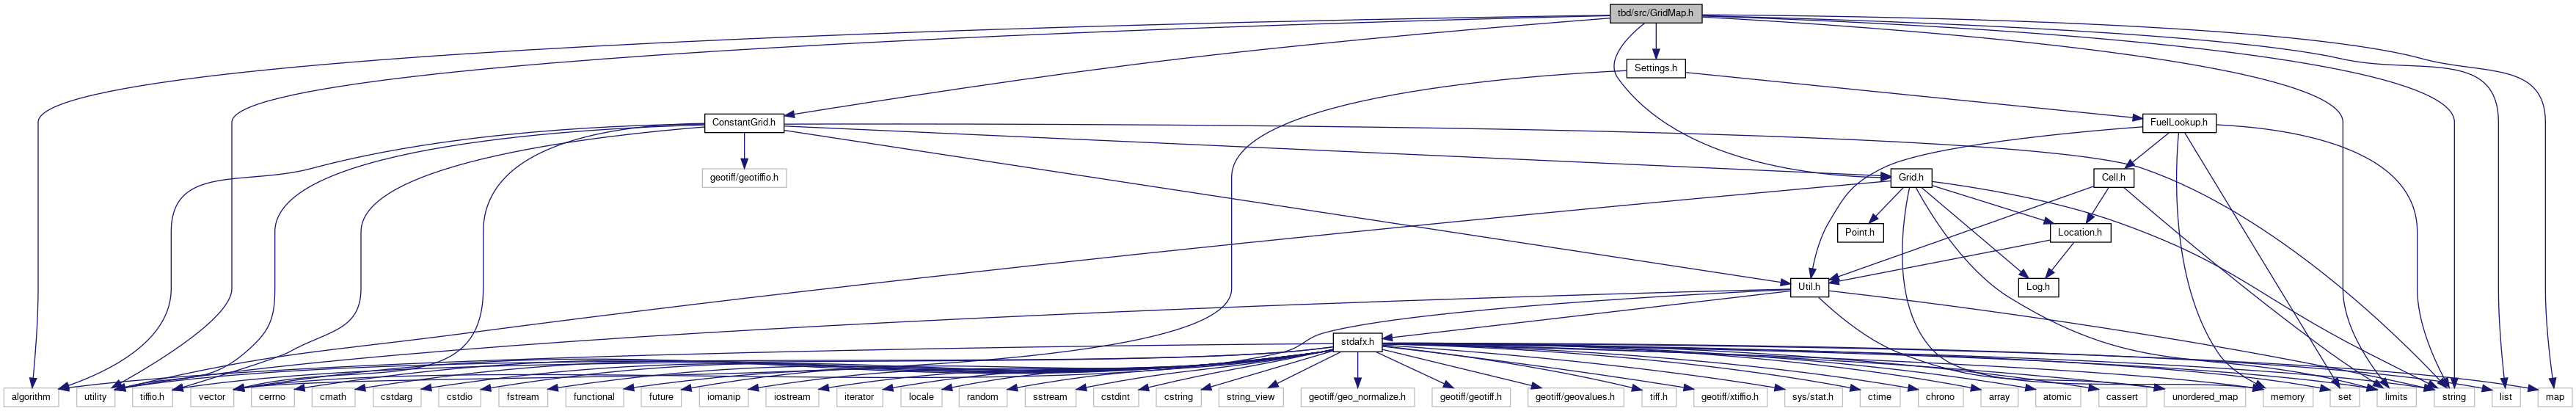 tbd/src/GridMap.h
Settings.h
ConstantGrid.h
FuelLookup.h
geotiff/geotiffio.h
Grid.h
Cell.h
Point.h
Location.h
Util.h
Log.h
stdafx.h
algorithm
utility
tiffio.h
vector
cerrno
cmath
cstdarg
cstdio
fstream
functional
future
iomanip
iostream
iterator
locale
random
sstream
cstdint
cstring
string_view
geotiff/geo_normalize.h
geotiff/geotiff.h
geotiff/geovalues.h
tiff.h
geotiff/xtiffio.h
sys/stat.h
ctime
chrono
array
atomic
cassert
unordered_map
memory
set
limits
string
list
map